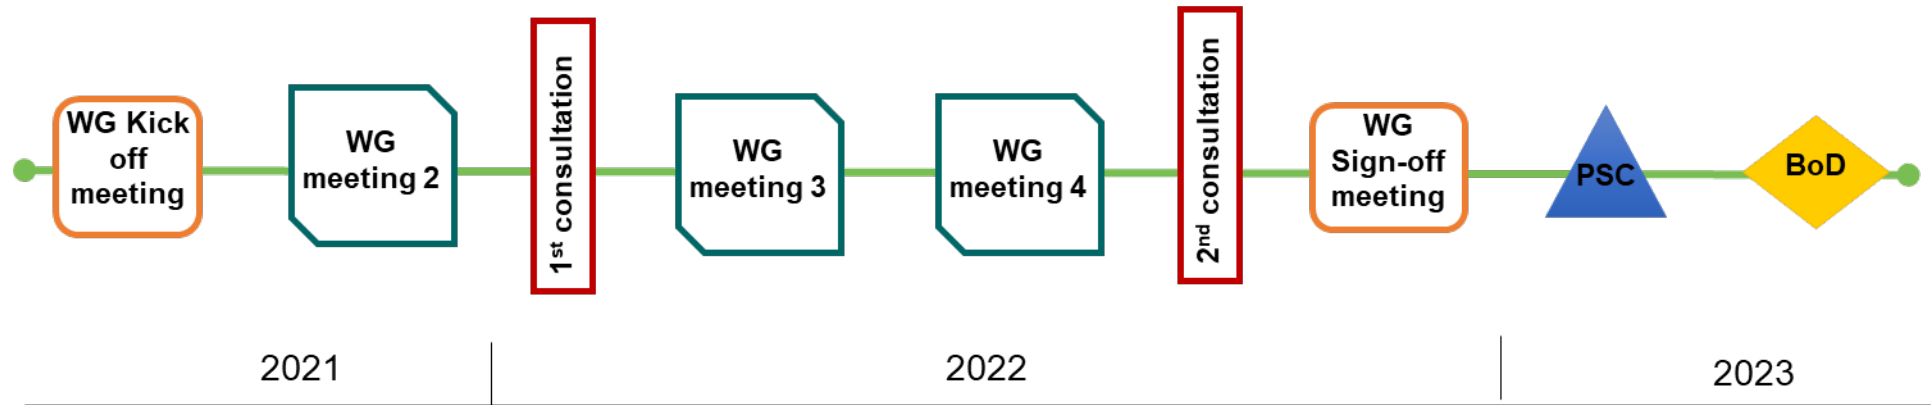 WG Kick
off
meeting
WG
meeting 2
1st consultation
WG
meeting 3
WG
meeting 4
2nd consultation
WG
Sign-off
meeting
PSC
BoD
2021
2022
2023